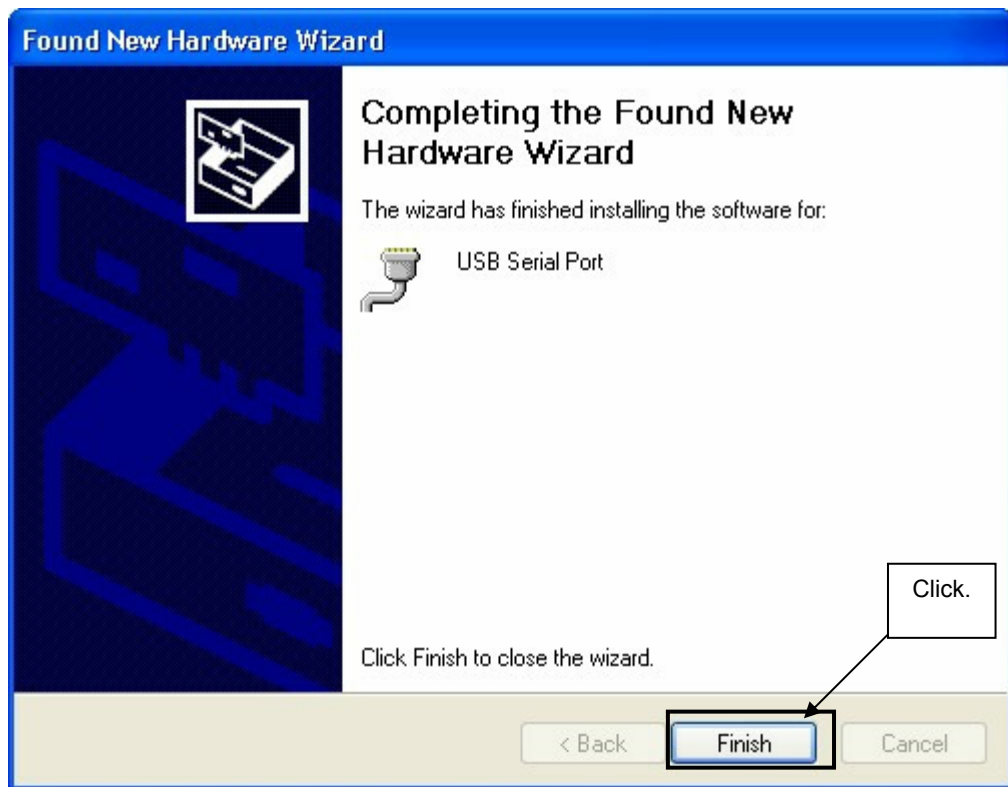 Found New Hardware Wizard
Completing the Found New
Hardware Wizard
The wizard has finished installing the software for:
USB Serial Port
Click.
Click Finish to close the wizard.
< Back
Finish
Cancel